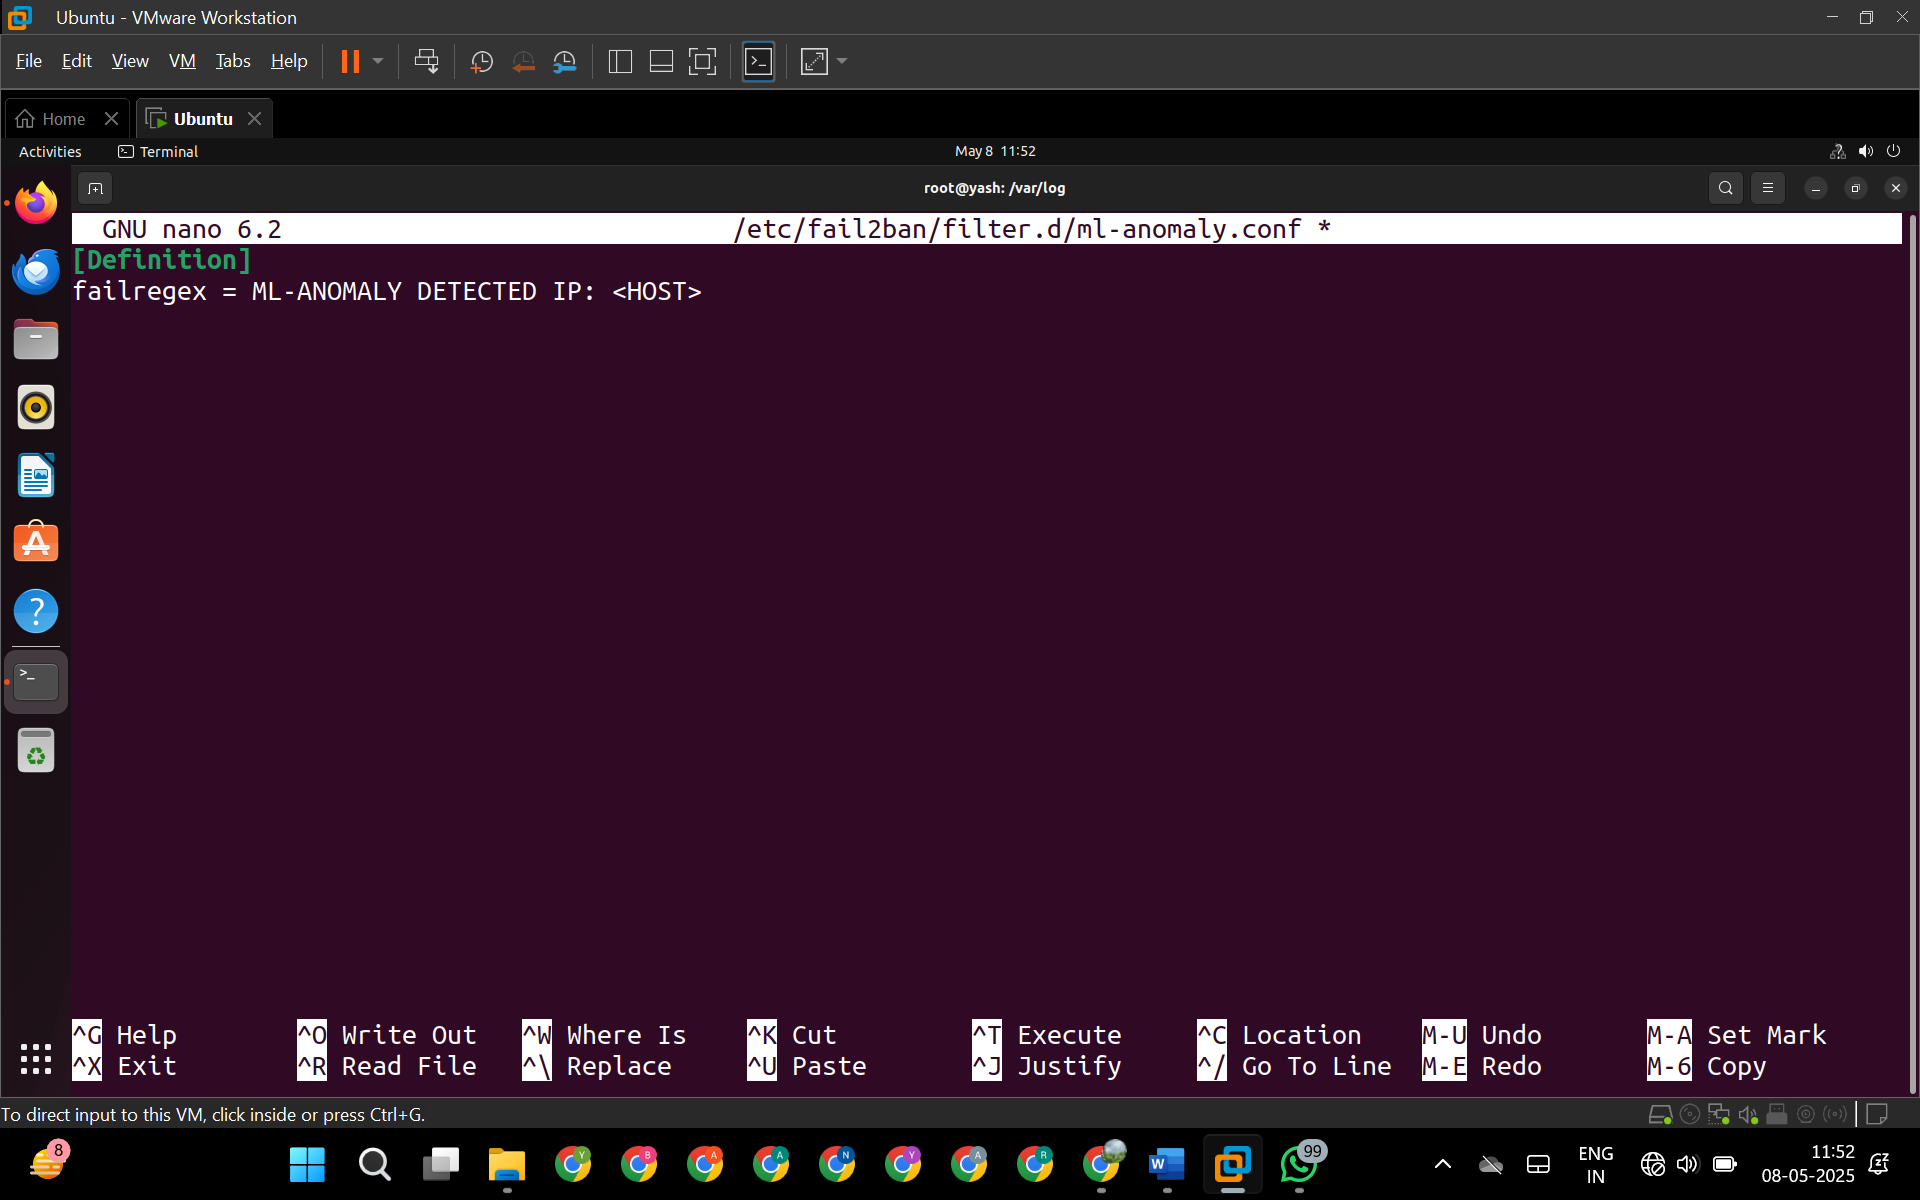 Ubuntu - VMware Workstation
File Edit View VM Tabs Help
Home
Ubuntu
Activities
Terminal
May 8 11:52
root@yash: /var/log
GNU nano 6.2 /etc/fail2ban/filter.d/ml-anomaly.conf *
[Definition]
failregex = ML-ANOMALY DETECTED IP: <HOST>
^G Help ^O Write Out ^W Where Is ^K Cut ^T Execute ^C Location M-U Undo M-A Set Mark
^X Exit ^R Read File ^\ Replace ^U Paste ^J Justify ^/ Go To Line M-E Redo M-6 Copy
To direct input to this VM, click inside or press Ctrl+G.
8
Y B A A N Y A R
W
99
ENG
IN
11:52
08-05-2025